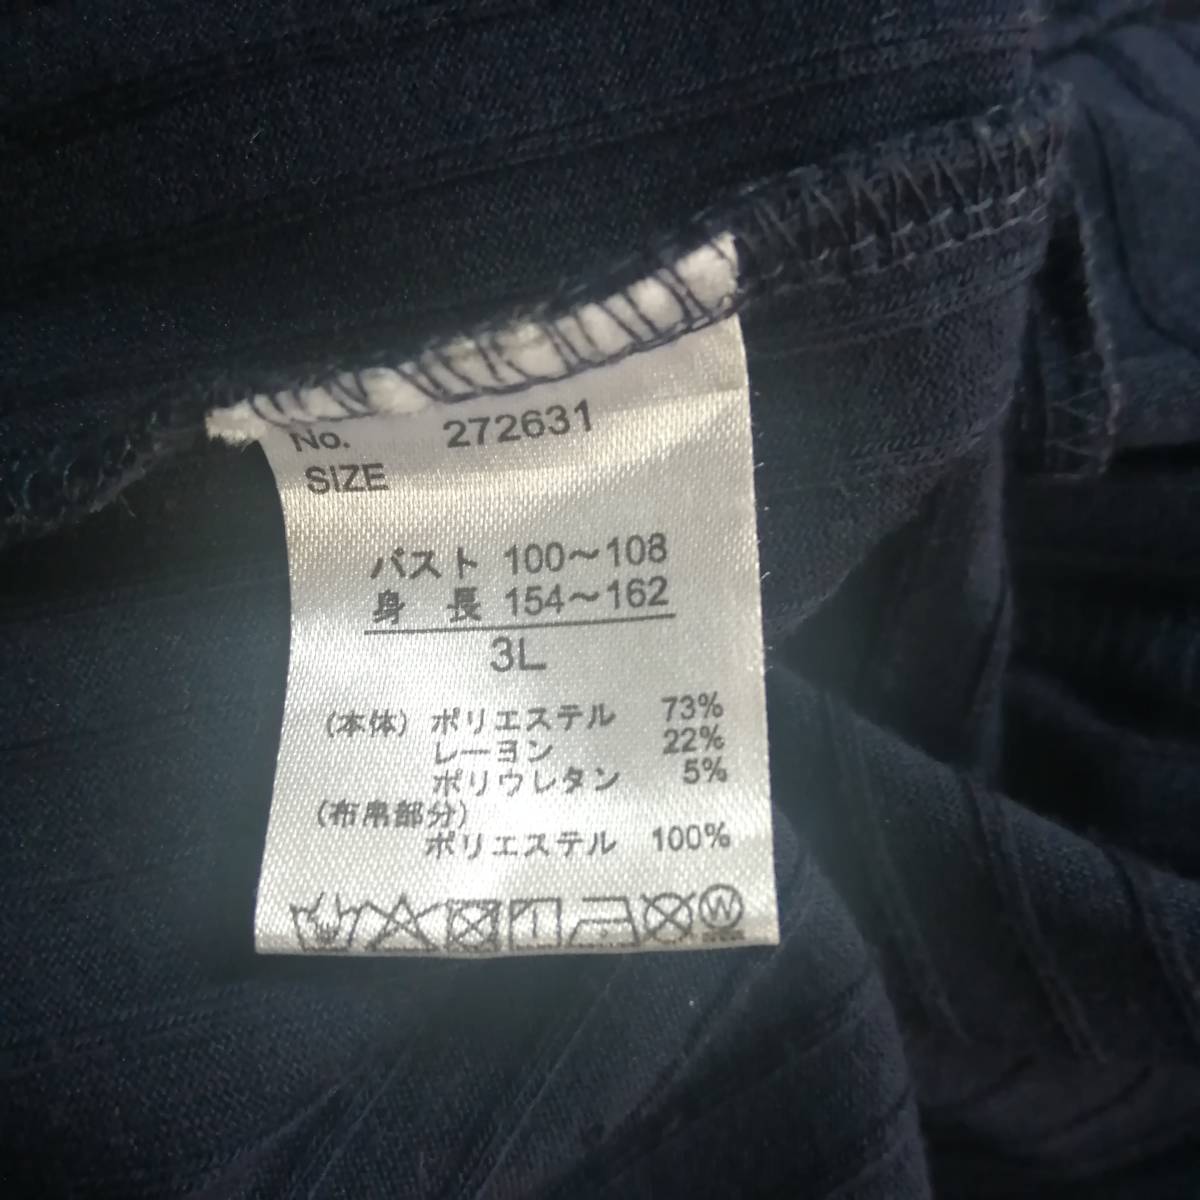 No. 272631
SIZE
バスト 100～108
身 長 154～162
3L
(本体) ポリエステル 73%
レーヨン 22%
ポリウレタン 5%
(布帛部分)
ポリエステル 100%
W